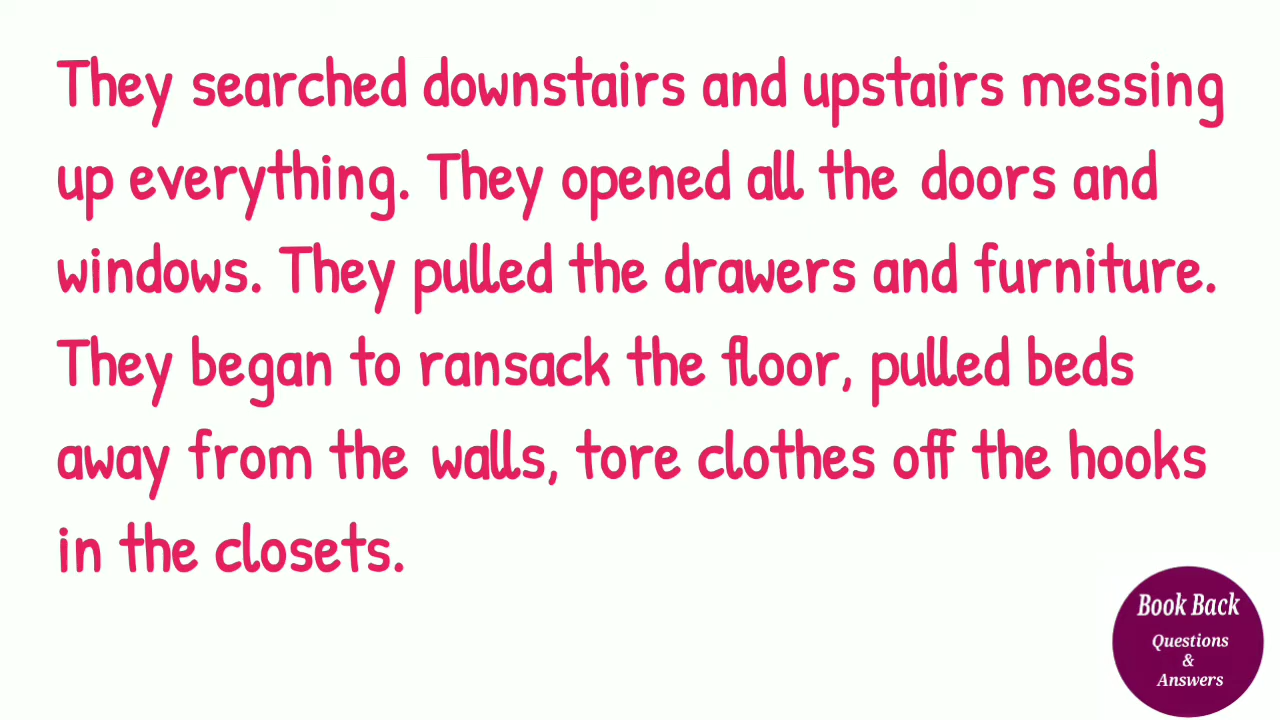 They searched downstairs and upstairs messing
up everything. They opened all the doors and
windows. They pulled the drawers and furniture.
They began to ransack the floor, pulled beds
away from the walls, tore clothes off the hooks
in the closets.
Book Back
Questions
&
Answers